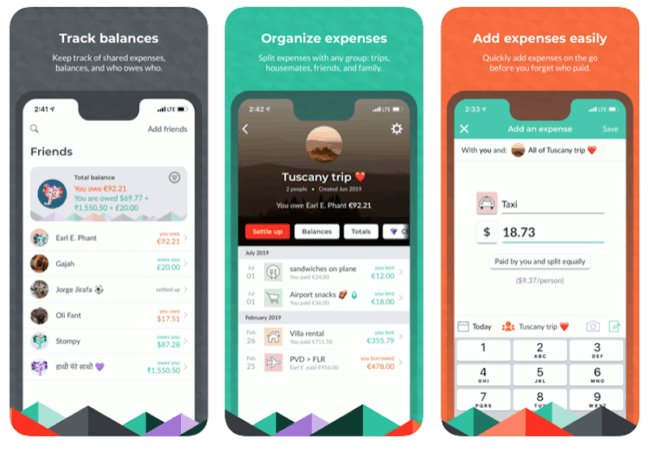 Track balances
Keep track of shared expenses,
balances, and who owes who.
2:41
LTE
Add friends
Friends
Total balance
You owe €92.21
You are owed $69.77 +
₹1,550.50 + £20.00
Earl E. Phant
you owe
€92.21
Gajah
owes you
£20.00
Jorge Jirafa
settled up
Oli Fant
you owe
$17.51
Stompy
owes you
$87.28
हाथी मेरे साथी 💜
owes you
₹1,550.50
Organize expenses
Split expenses with any group: trips,
housemates, friends, and family.
2:42
LTE
Tuscany trip ❤️
2 people • Created Jun 2019
You owe Earl E. Phant €92.21
Settle up
Balances
Totals
July 2019
Jul
01
sandwiches on plane
You paid €24.00
you lent
€12.00
Jul
01
Airport snacks
You paid €36.00
you lent
€18.00
February 2019
Feb
26
Villa rental
You paid €711.58
you lent
€355.79
Feb
25
PVD > FLR
Earl E. paid €956.00
you borrowed
€478.00
Add expenses easily
Quickly add expenses on the go
before you forget who paid.
2:33
LTE
Add an expense
Save
With you and:
All of Tuscany trip ❤️
Taxi
$
18.73
Paid by you and split equally
($9.37/person)
Today
Tuscany trip ❤️
1
2
ABC
3
DEF
4
GHI
5
JKL
6
MNO
7
PQRS
8
TUV
9
WXYZ